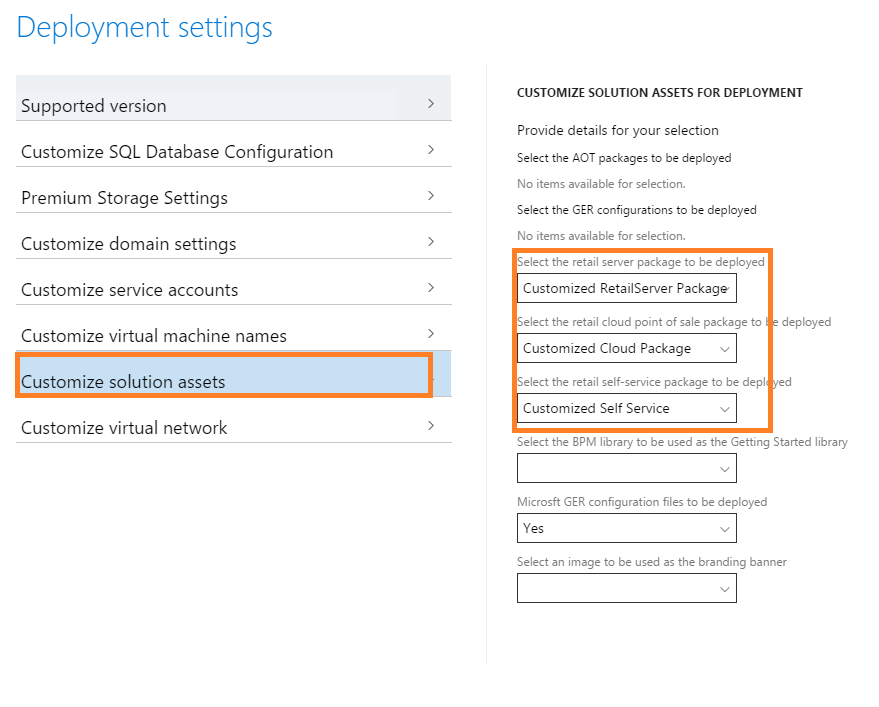 Deployment settings
Supported version
Customize SQL Database Configuration
Premium Storage Settings
Customize domain settings
Customize service accounts
Customize virtual machine names
Customize solution assets
Customize virtual network
CUSTOMIZE SOLUTION ASSETS FOR DEPLOYMENT
Provide details for your selection
Select the AOT packages to be deployed
No items available for selection.
Select the GER configurations to be deployed
No items available for selection.
Select the retail server package to be deployed
Customized RetailServer Package
Select the retail cloud point of sale package to be deployed
Customized Cloud Package
Select the retail self-service package to be deployed
Customized Self Service
Select the BPM library to be used as the Getting Started library
Microsft GER configuration files to be deployed
Yes
Select an image to be used as the branding banner